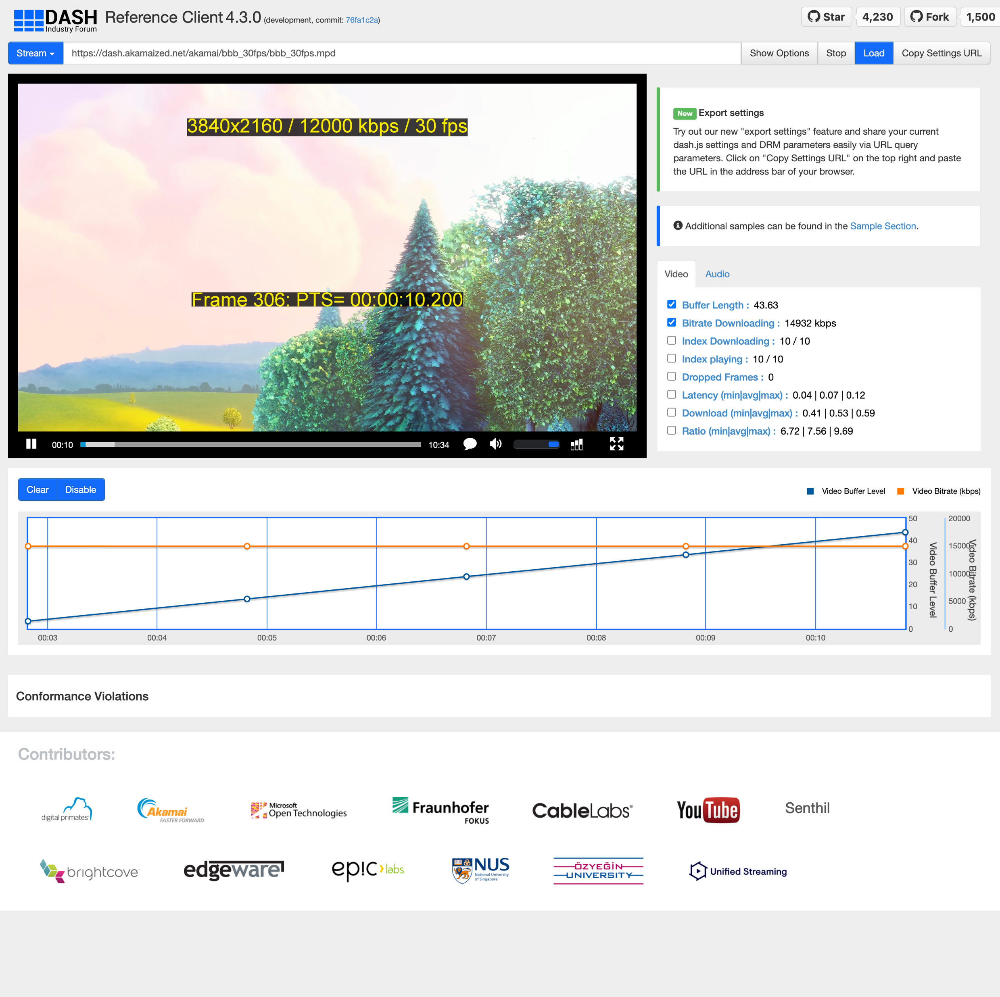 DASH
Industry Forum
Reference Client 4.3.0 (development, commit: 76fa1c2a)
Star
4,230
Fork
1,500
Stream
https://dash.akamaized.net/akamai/bbb_30fps/bbb_30fps.mpd
Show Options
Stop
Load
Copy Settings URL
3840x2160 / 12000 kbps / 30 fps
Frame 306: PTS= 00:00:10.200
00:10
10:34
New Export settings
Try out our new "export settings" feature and share your current
dash.js settings and DRM parameters easily via URL query
parameters. Click on "Copy Settings URL" on the top right and paste
the URL in the address bar of your browser.
Additional samples can be found in the Sample Section.
Video
Audio
Buffer Length : 43.63
Bitrate Downloading : 14932 kbps
Index Downloading : 10 / 10
Index playing : 10 / 10
Dropped Frames : 0
Latency (min|avg|max) : 0.04 | 0.07 | 0.12
Download (min|avg|max) : 0.41 | 0.53 | 0.59
Ratio (min|avg|max) : 6.72 | 7.56 | 9.69
Clear
Disable
Video Buffer Level
Video Bitrate (kbps)
50
40
30
20
10
0
Video Buffer Level
20000
15000
10000
5000
0
Video Bitrate (kbps)
00:03
00:04
00:05
00:06
00:07
00:08
00:09
00:10
Conformance Violations
Contributors:
digital primates
Akamai
FASTER FORWARD
Microsoft
Open Technologies
Fraunhofer
FOKUS
CableLabs®
YouTube
Senthil
brightcove
edgeware
ep!c labs
NUS
National University
of Singapore
ÖZYEĞİN
UNIVERSITY
Unified Streaming